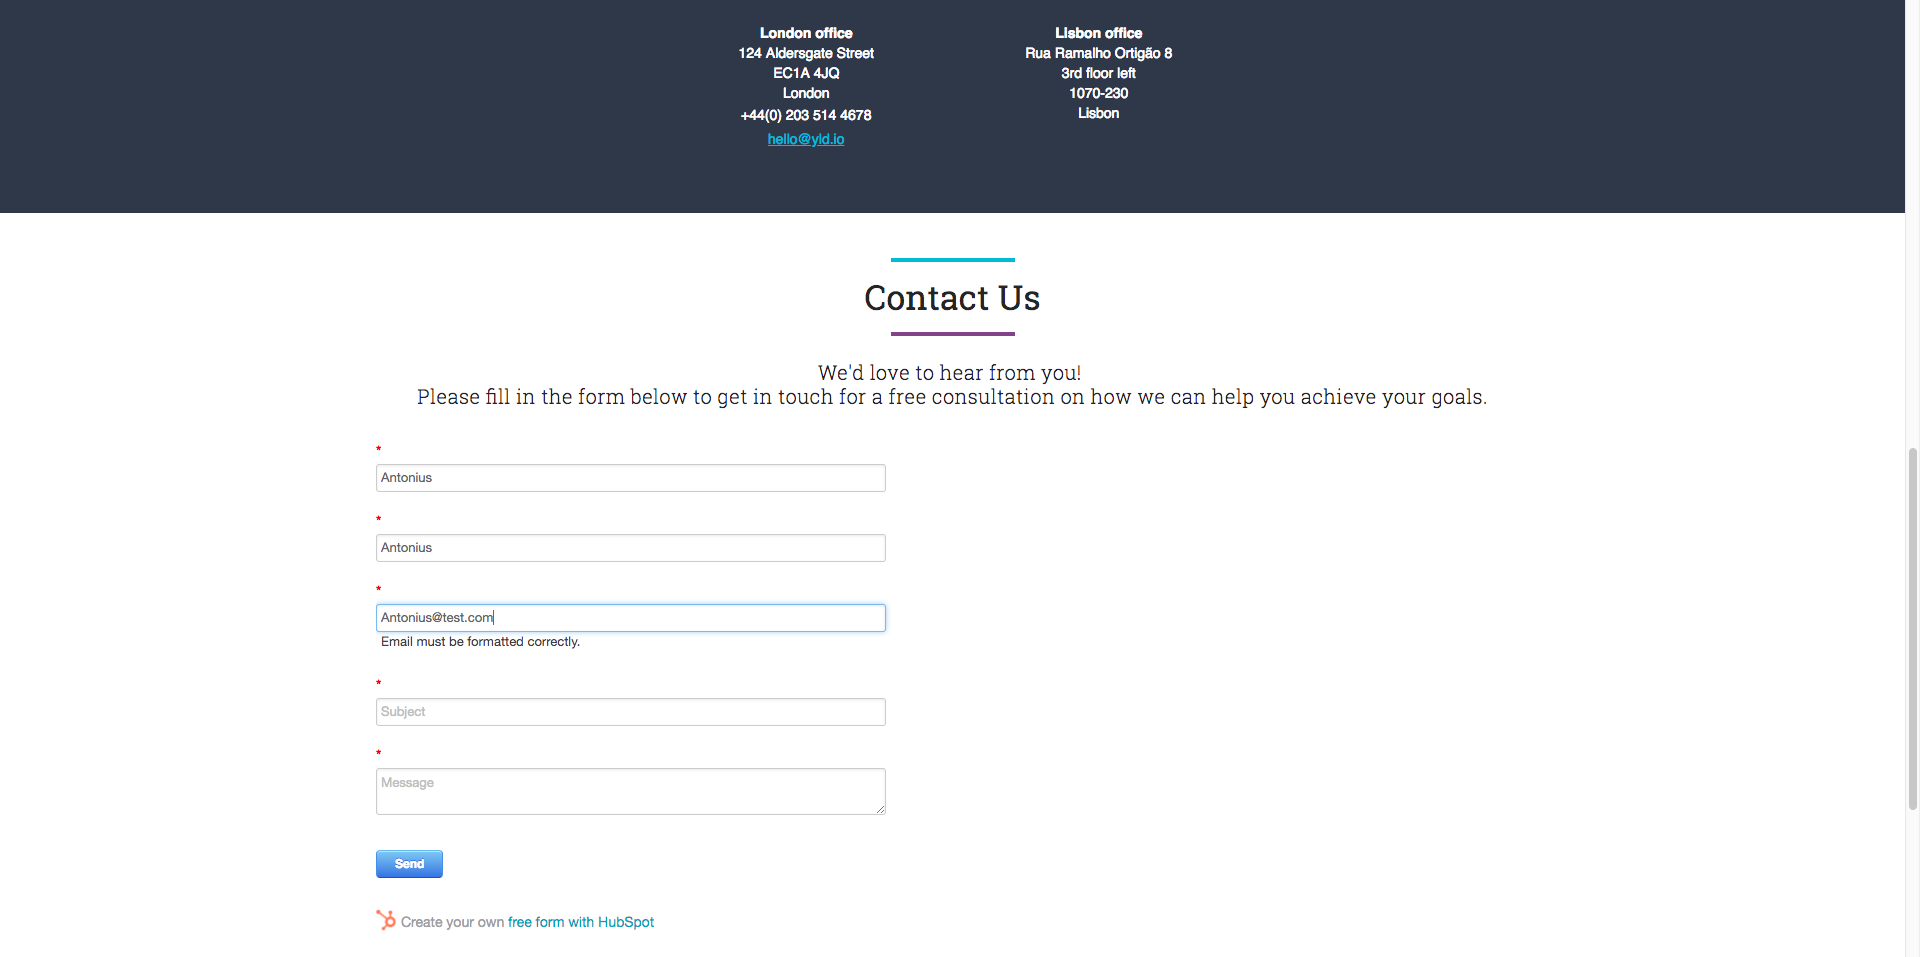 London office
124 Aldersgate Street
EC1A 4JQ
London
+44(0) 203 514 4678
hello@yld.io
Lisbon office
Rua Ramalho Ortigão 8
3rd floor left
1070-230
Lisbon
Contact Us
We'd love to hear from you!
Please fill in the form below to get in touch for a free consultation on how we can help you achieve your goals.
*
Antonius
*
Antonius
*
Antonius@test.com
Email must be formatted correctly.
*
Subject
*
Message
Send
Create your own free form with HubSpot